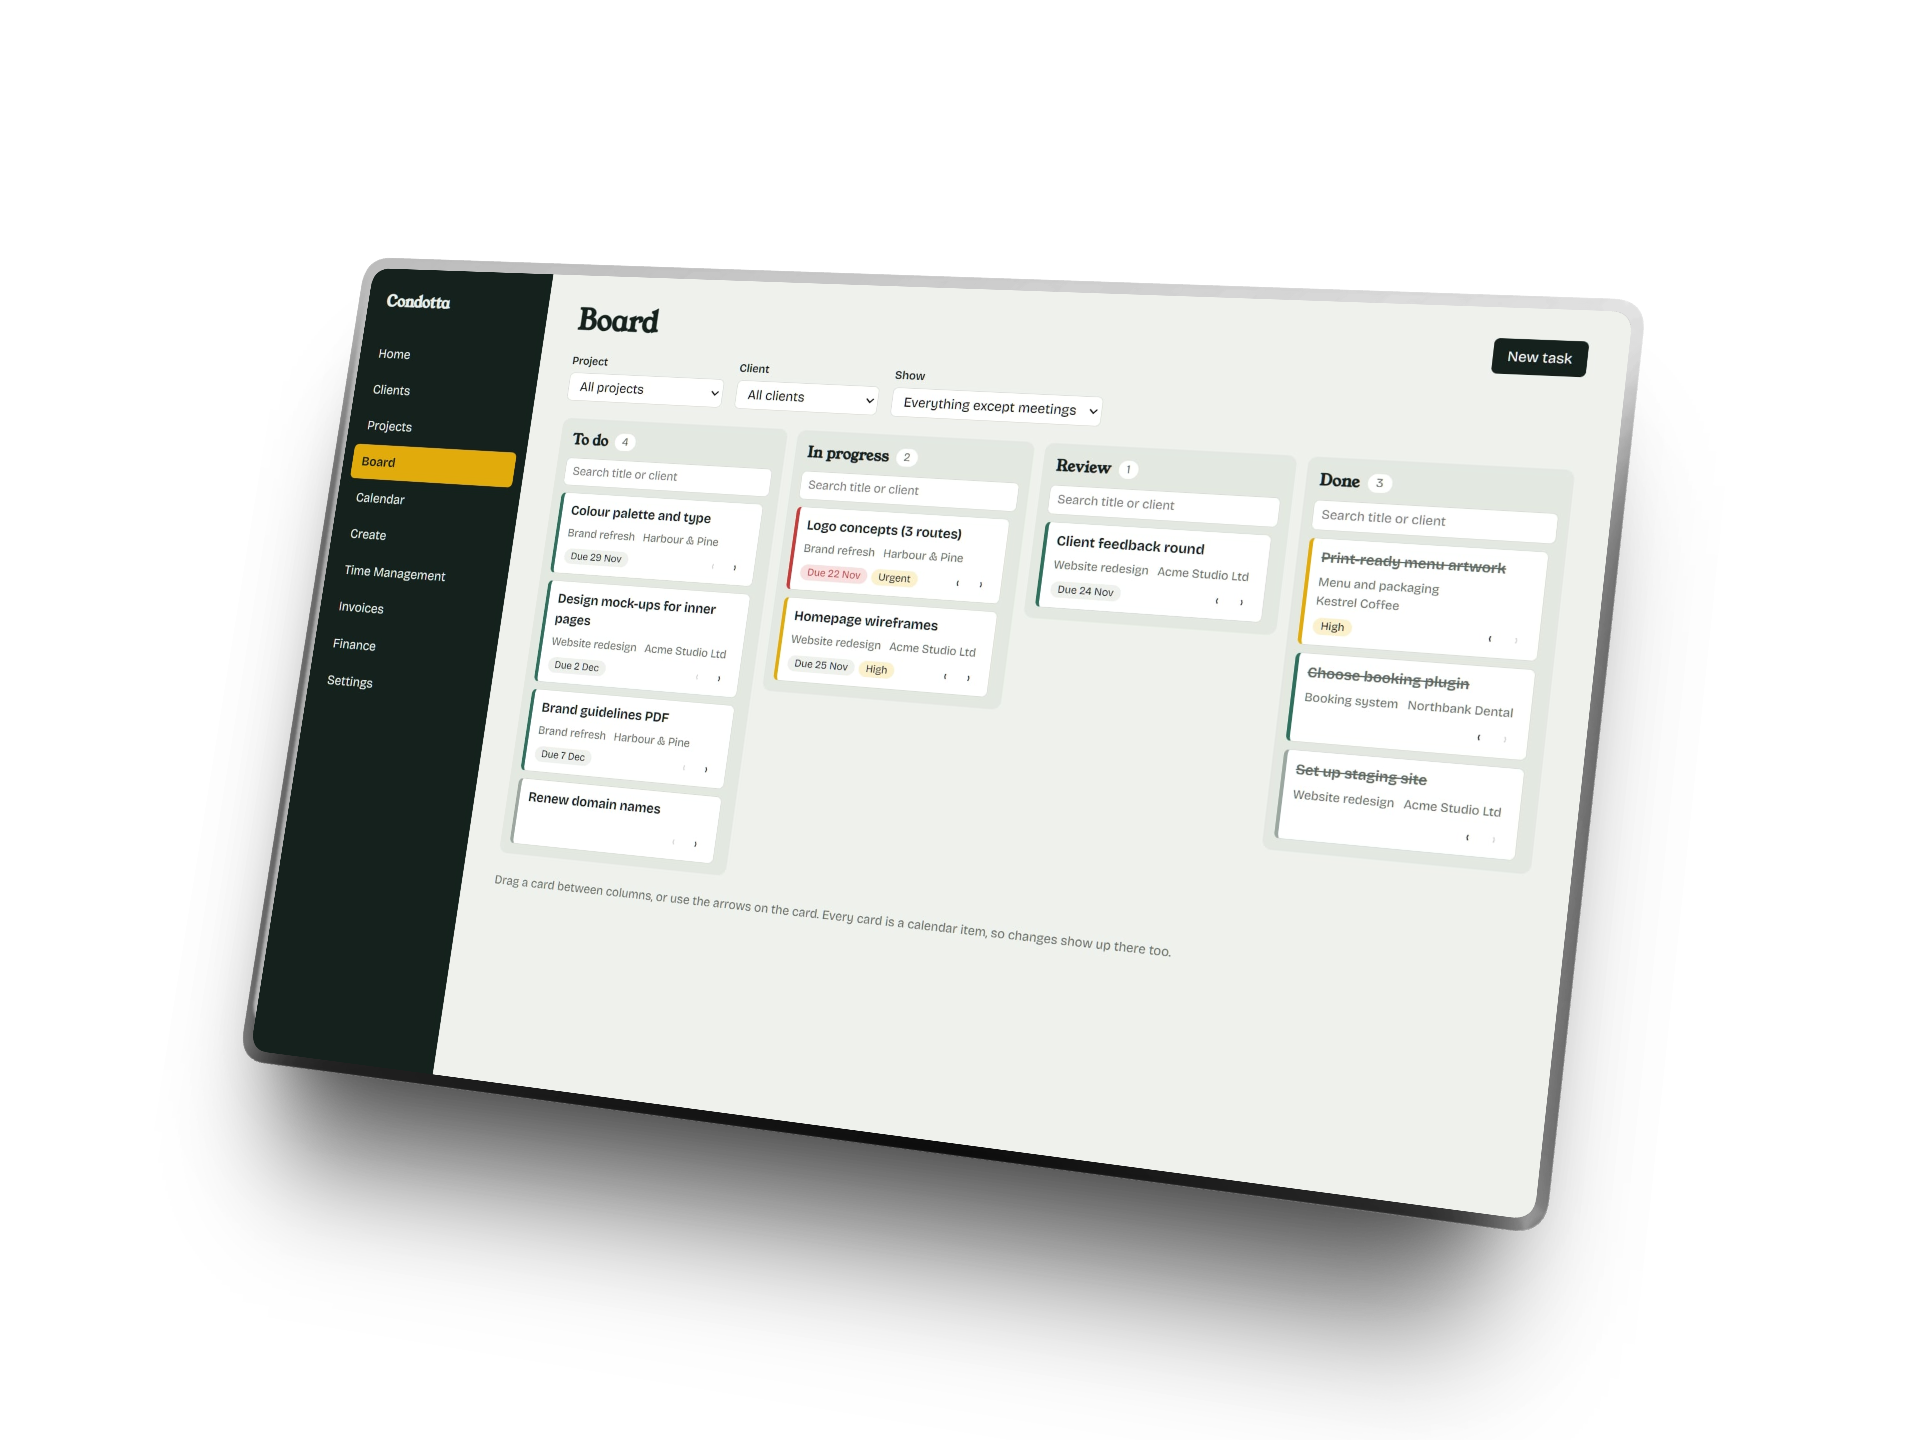 Condotta
Home
Clients
Projects
Board
Calendar
Create
Time Management
Invoices
Finance
Settings
Board
New task
Project
All projects
Client
All clients
Show
Everything except meetings
To do 4
Search title or client
Colour palette and type
Brand refresh Harbour & Pine
Due 29 Nov
Design mock-ups for inner
pages
Website redesign Acme Studio Ltd
Due 2 Dec
Brand guidelines PDF
Brand refresh Harbour & Pine
Due 7 Dec
Renew domain names
In progress 2
Search title or client
Logo concepts (3 routes)
Brand refresh Harbour & Pine
Due 22 Nov Urgent
Homepage wireframes
Website redesign Acme Studio Ltd
Due 25 Nov High
Review 1
Search title or client
Client feedback round
Website redesign Acme Studio Ltd
Due 24 Nov
Done 3
Search title or client
Print-ready menu artwork
Menu and packaging
Kestrel Coffee
High
Choose booking plugin
Booking system Northbank Dental
Set up staging site
Website redesign Acme Studio Ltd
Drag a card between columns, or use the arrows on the card. Every card is a calendar item, so changes show up there too.